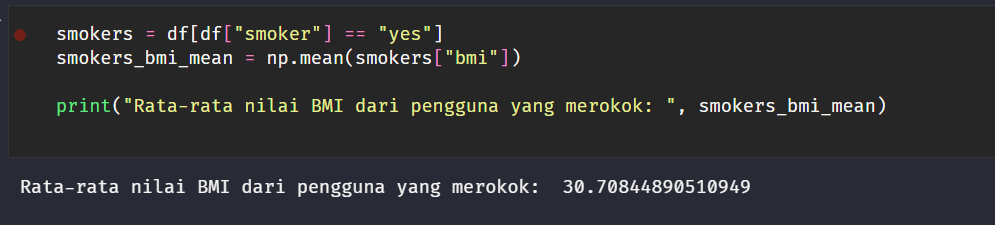 smokers = df[df["smoker"] == "yes"]
smokers_bmi_mean = np.mean(smokers["bmi"])
print("Rata-rata nilai BMI dari pengguna yang merokok: ", smokers_bmi_mean)
Rata-rata nilai BMI dari pengguna yang merokok:  30.70844890510949